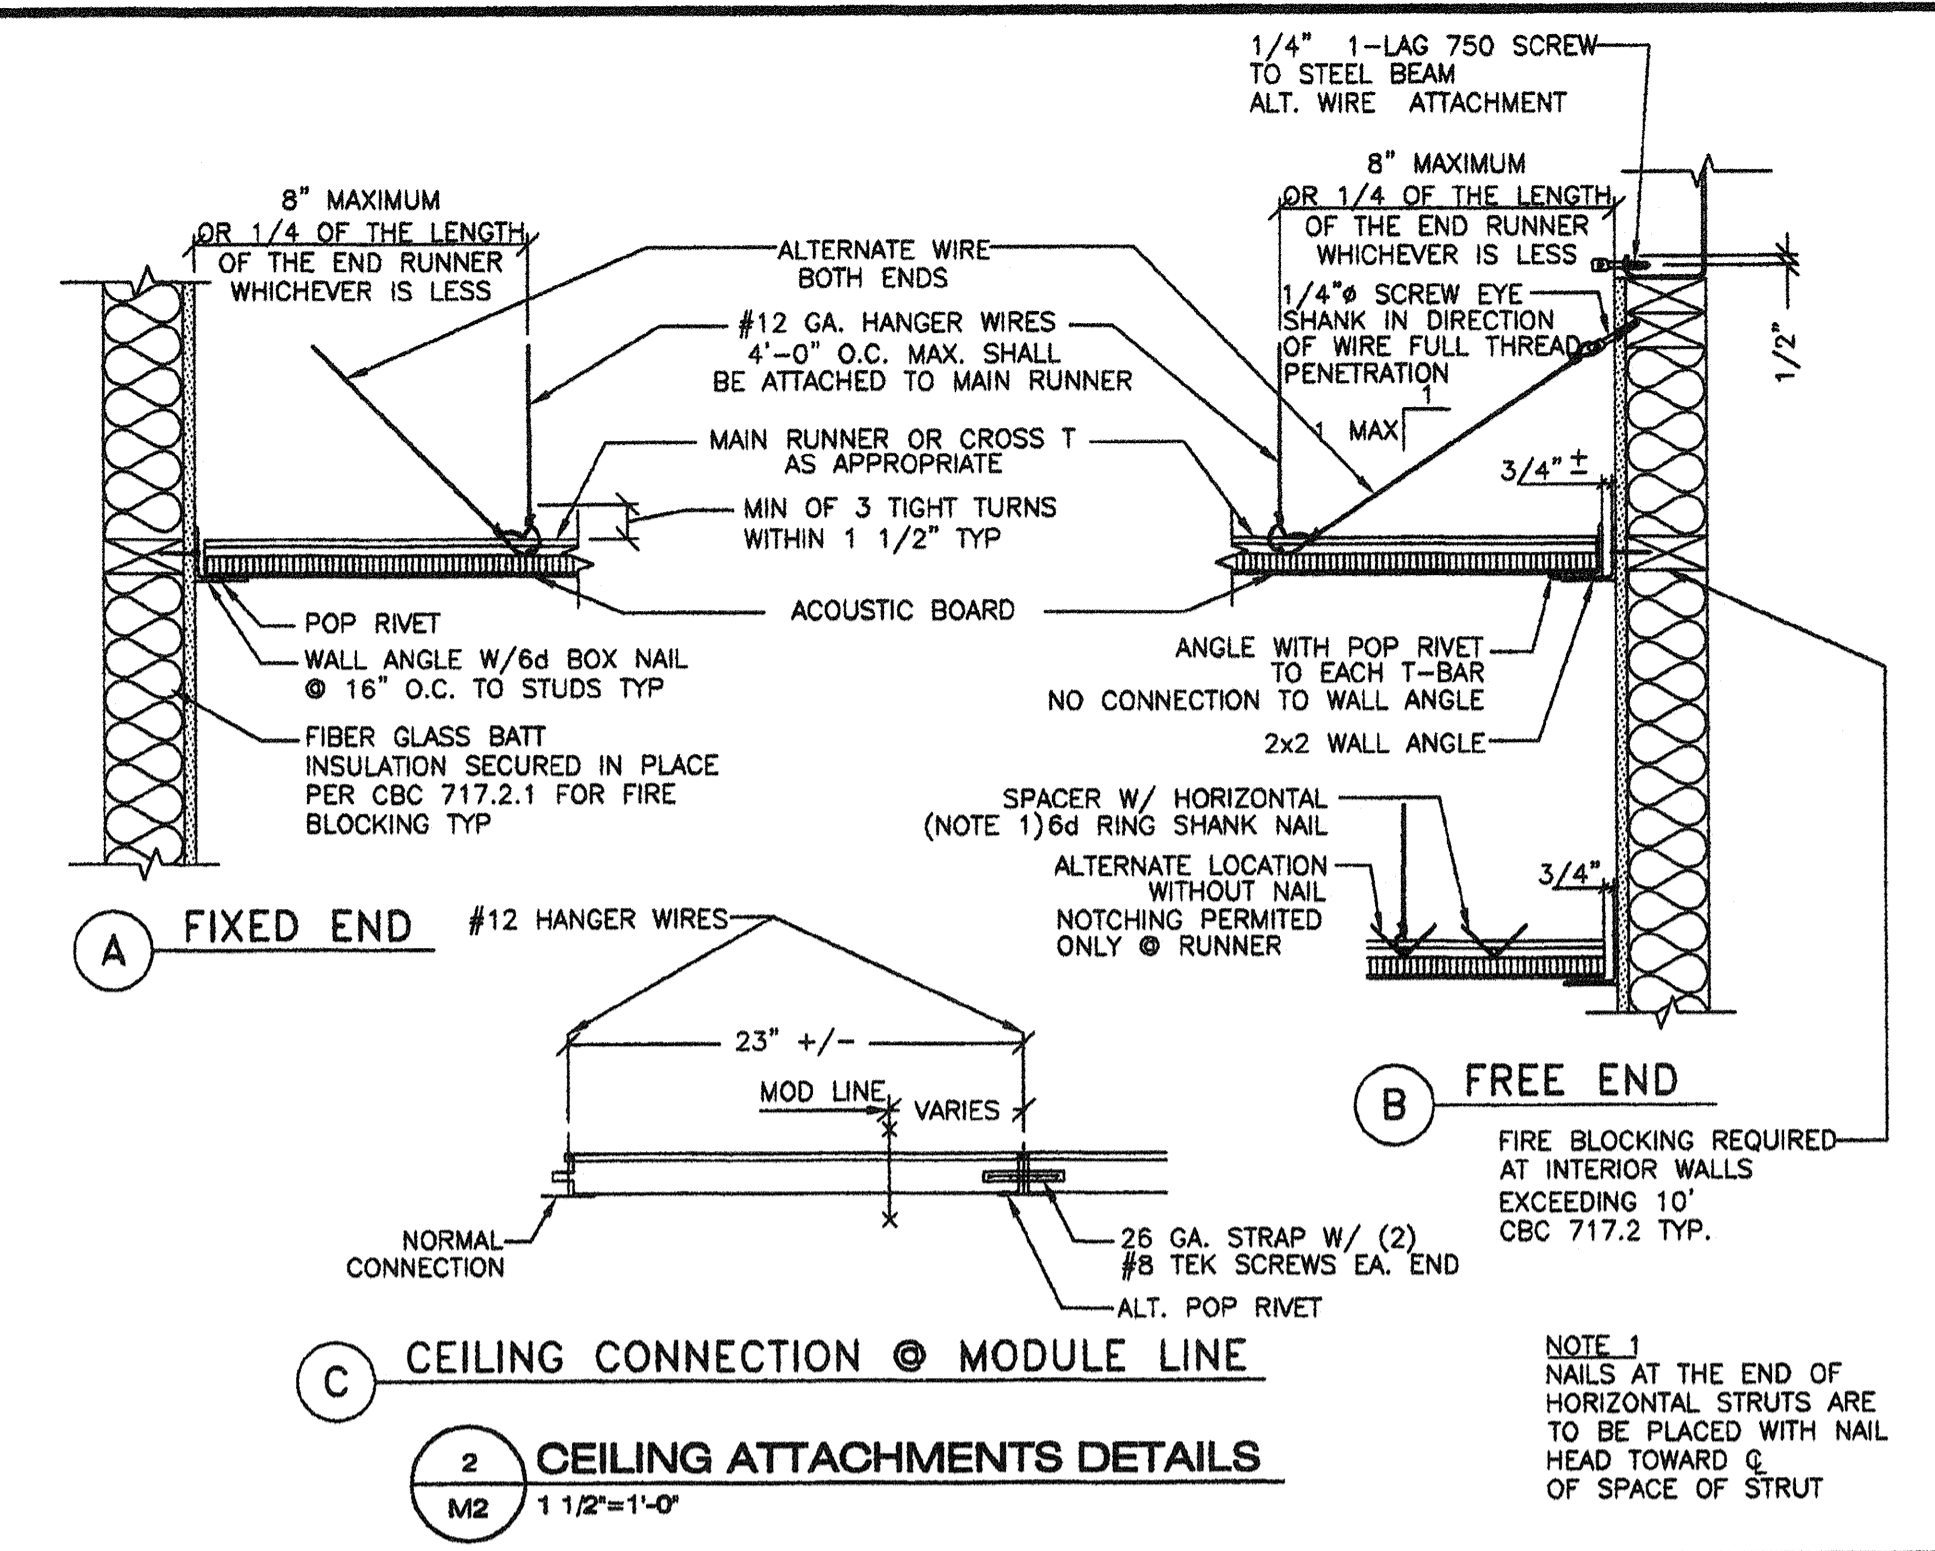 1/4" 1-LAG 750 SCREW
TO STEEL BEAM
ALT. WIRE ATTACHMENT
8" MAXIMUM
OR 1/4 OF THE LENGTH
OF THE END RUNNER
WHICHEVER IS LESS
ALTERNATE WIRE
BOTH ENDS
#12 GA. HANGER WIRES
4'-0" O.C. MAX. SHALL
BE ATTACHED TO MAIN RUNNER
MAIN RUNNER OR CROSS T
AS APPROPRIATE
MIN OF 3 TIGHT TURNS
WITHIN 1 1/2" TYP
ACOUSTIC BOARD
8" MAXIMUM
OR 1/4 OF THE LENGTH
OF THE END RUNNER
WHICHEVER IS LESS
1/4"ø SCREW EYE
SHANK IN DIRECTION
OF WIRE FULL THREAD
PENETRATION
1
1 MAX
1/2"
3/4" ±
POP RIVET
WALL ANGLE W/6d BOX NAIL
@ 16" O.C. TO STUDS TYP
FIBER GLASS BATT
INSULATION SECURED IN PLACE
PER CBC 717.2.1 FOR FIRE
BLOCKING TYP
ANGLE WITH POP RIVET
TO EACH T-BAR
NO CONNECTION TO WALL ANGLE
2x2 WALL ANGLE
SPACER W/ HORIZONTAL
(NOTE 1)6d RING SHANK NAIL
ALTERNATE LOCATION
WITHOUT NAIL
NOTCHING PERMITED
ONLY @ RUNNER
3/4"
A FIXED END
#12 HANGER WIRES
23" +/-
MOD LINE
VARIES
NORMAL
CONNECTION
26 GA. STRAP W/ (2)
#8 TEK SCREWS EA. END
ALT. POP RIVET
B FREE END
FIRE BLOCKING REQUIRED
AT INTERIOR WALLS
EXCEEDING 10'
CBC 717.2 TYP.
C CEILING CONNECTION @ MODULE LINE
NOTE 1
NAILS AT THE END OF
HORIZONTAL STRUTS ARE
TO BE PLACED WITH NAIL
HEAD TOWARD ℄
OF SPACE OF STRUT
2
M2
CEILING ATTACHMENTS DETAILS
1 1/2"=1'-0"